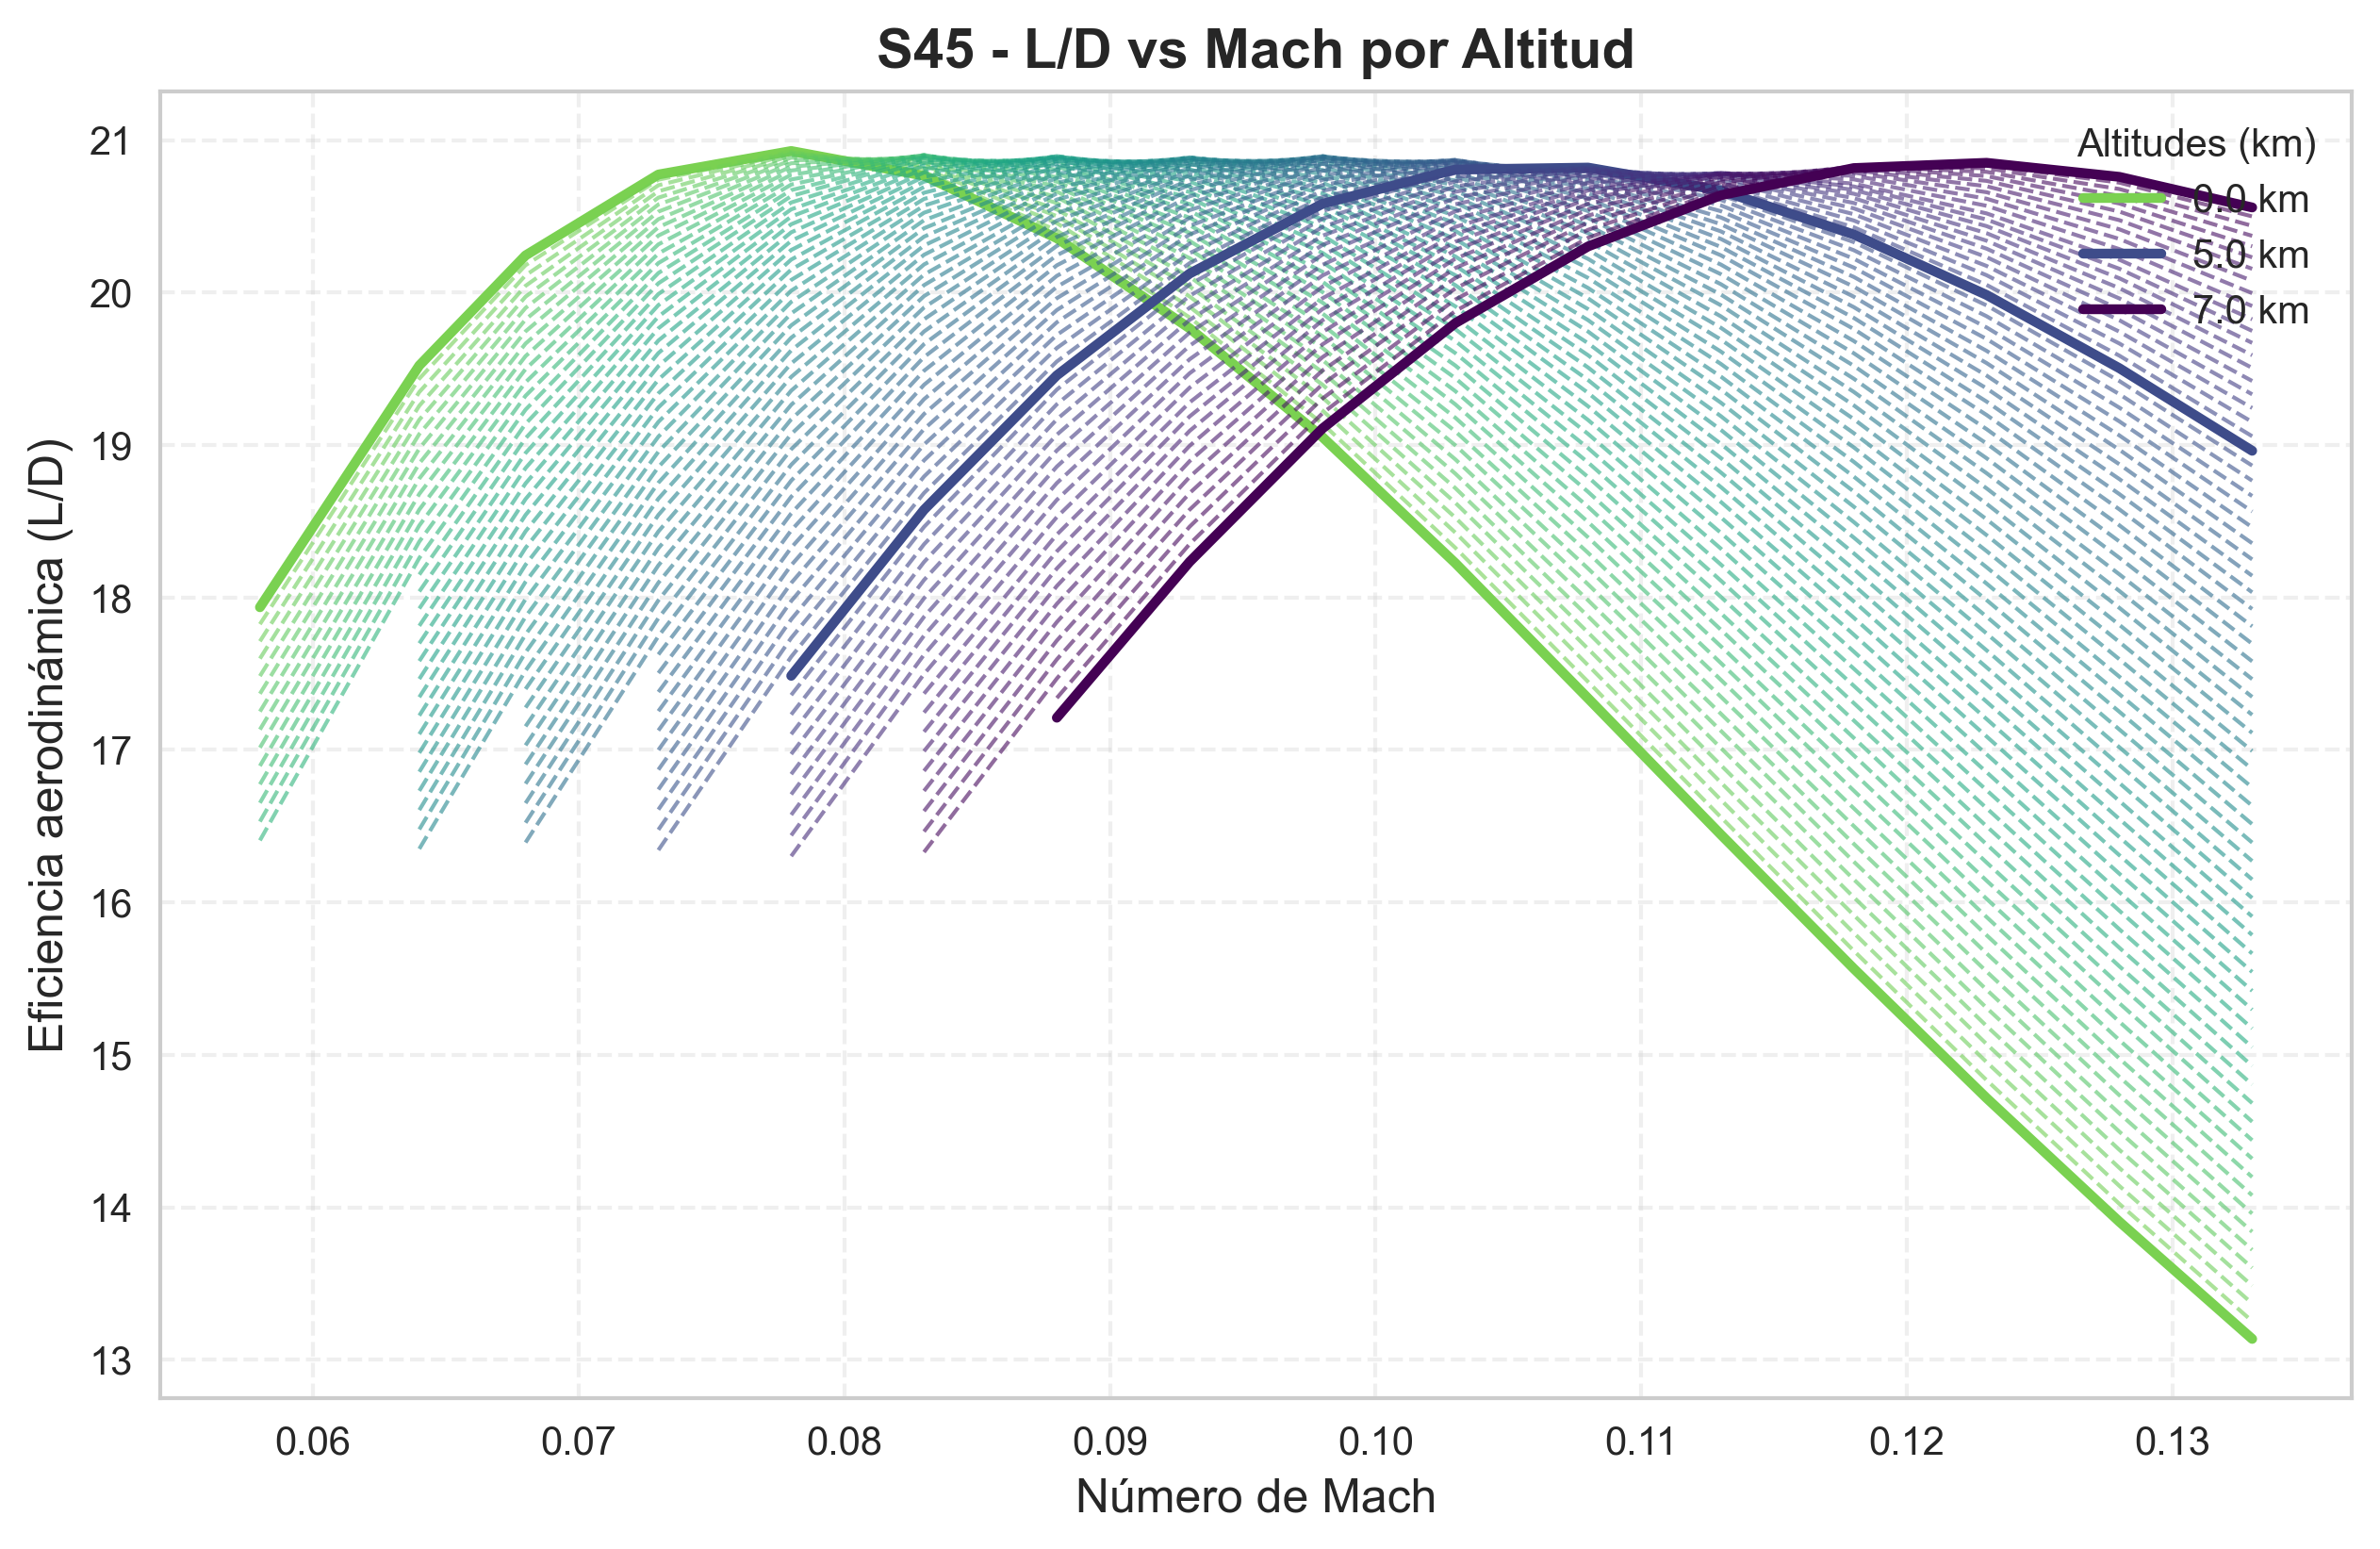 S45 - L/D vs Mach por Altitud
Eficiencia aerodinámica (L/D)
21
20
19
18
17
16
15
14
13
Altitudes (km)
0.0 km
5.0 km
7.0 km
0.06 0.07 0.08 0.09 0.10 0.11 0.12 0.13
Número de Mach